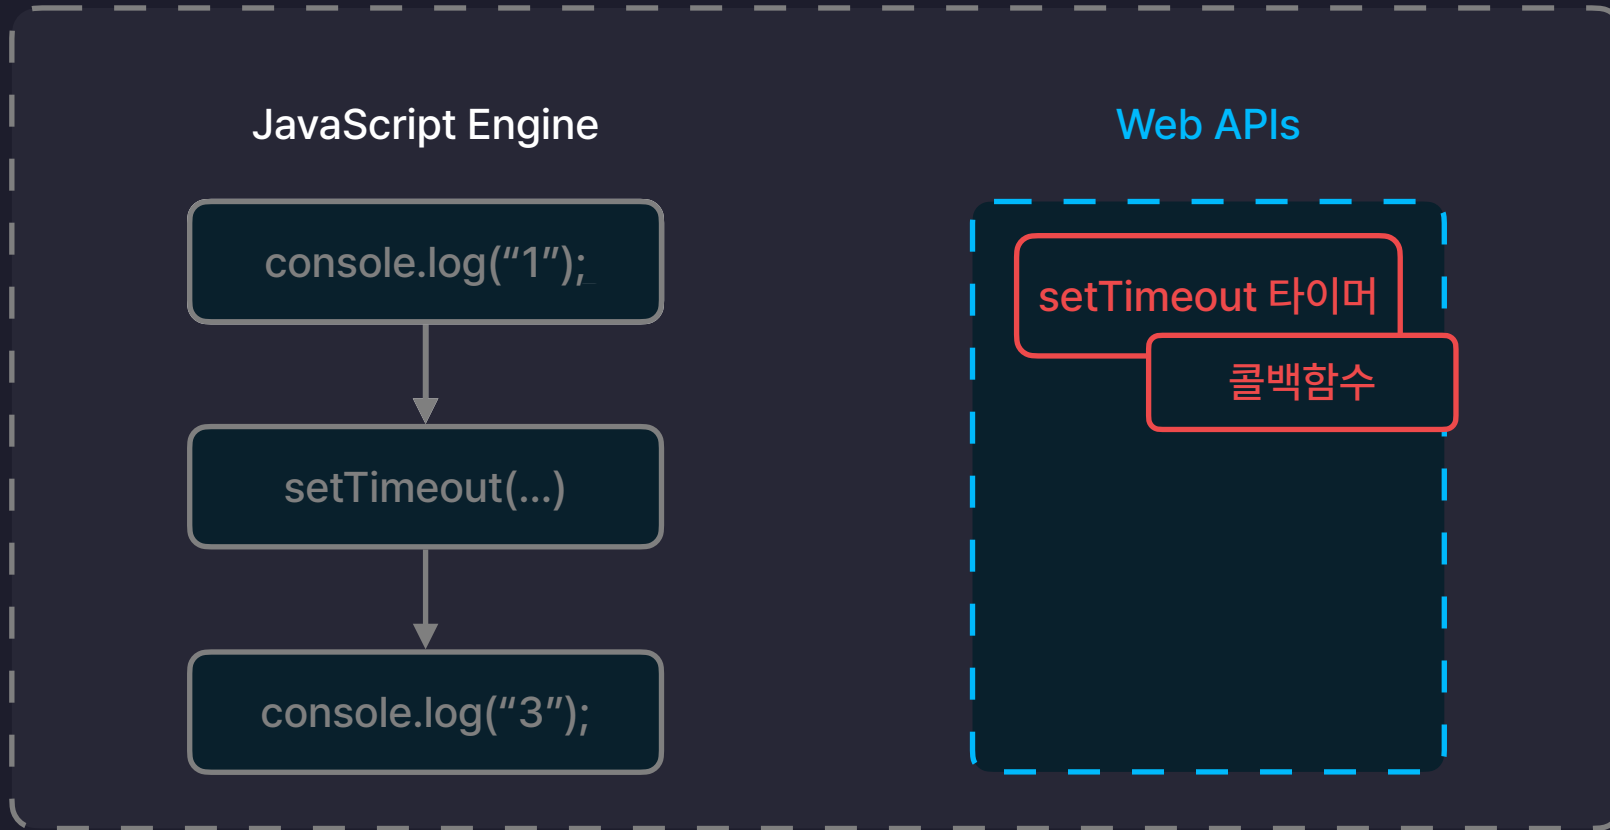 JavaScript Engine
console.log(“1”);
setTimeout(...)
console.log(“3”);
Web APIs
setTimeout 타이머
콜백함수